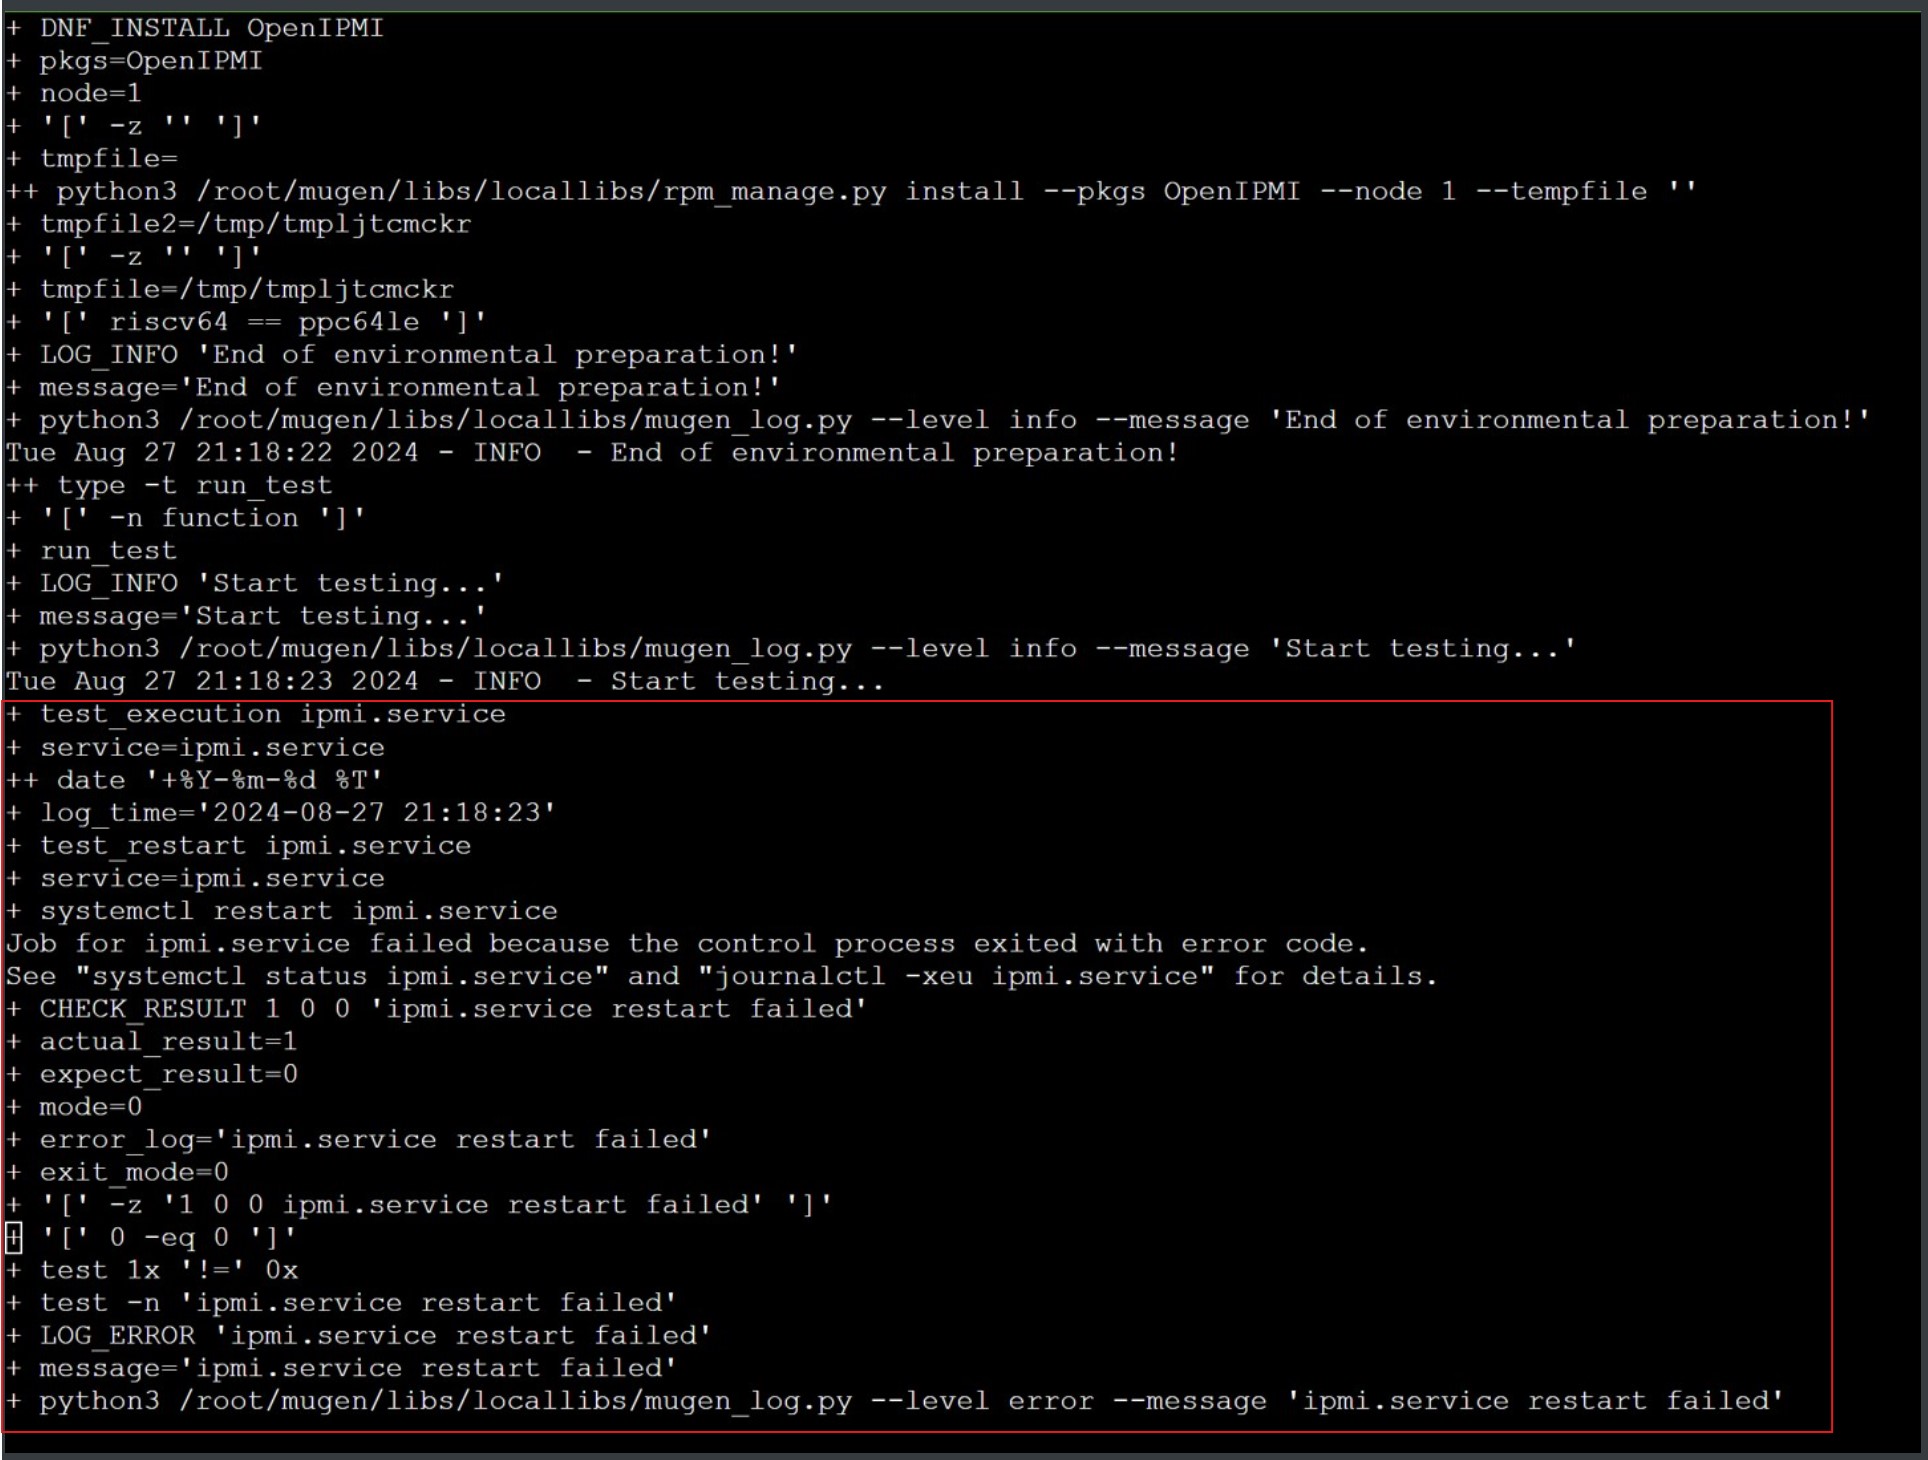 + DNF_INSTALL OpenIPMI
+ pkgs=OpenIPMI
+ node=1
+ '[' -z '' ']'
+ tmpfile=
++ python3 /root/mugen/libs/locallibs/rpm_manage.py install --pkgs OpenIPMI --node 1 --tempfile ''
+ tmpfile2=/tmp/tmpljtcmckr
+ '[' -z '' ']'
+ tmpfile=/tmp/tmpljtcmckr
+ '[' riscv64 == ppc64le ']'
+ LOG_INFO 'End of environmental preparation!'
+ message='End of environmental preparation!'
+ python3 /root/mugen/libs/locallibs/mugen_log.py --level info --message 'End of environmental preparation!'
Tue Aug 27 21:18:22 2024 - INFO  - End of environmental preparation!
++ type -t run_test
+ '[' -n function ']'
+ run_test
+ LOG_INFO 'Start testing...'
+ message='Start testing...'
+ python3 /root/mugen/libs/locallibs/mugen_log.py --level info --message 'Start testing...'
Tue Aug 27 21:18:23 2024 - INFO  - Start testing...
+ test_execution ipmi.service
+ service=ipmi.service
++ date '+%Y-%m-%d %T'
+ log_time='2024-08-27 21:18:23'
+ test_restart ipmi.service
+ service=ipmi.service
+ systemctl restart ipmi.service
Job for ipmi.service failed because the control process exited with error code.
See "systemctl status ipmi.service" and "journalctl -xeu ipmi.service" for details.
+ CHECK_RESULT 1 0 0 'ipmi.service restart failed'
+ actual_result=1
+ expect_result=0
+ mode=0
+ error_log='ipmi.service restart failed'
+ exit_mode=0
+ '[' -z '1 0 0 ipmi.service restart failed' ']'
+ '[' 0 -eq 0 ']'
+ test 1x '!=' 0x
+ test -n 'ipmi.service restart failed'
+ LOG_ERROR 'ipmi.service restart failed'
+ message='ipmi.service restart failed'
+ python3 /root/mugen/libs/locallibs/mugen_log.py --level error --message 'ipmi.service restart failed'